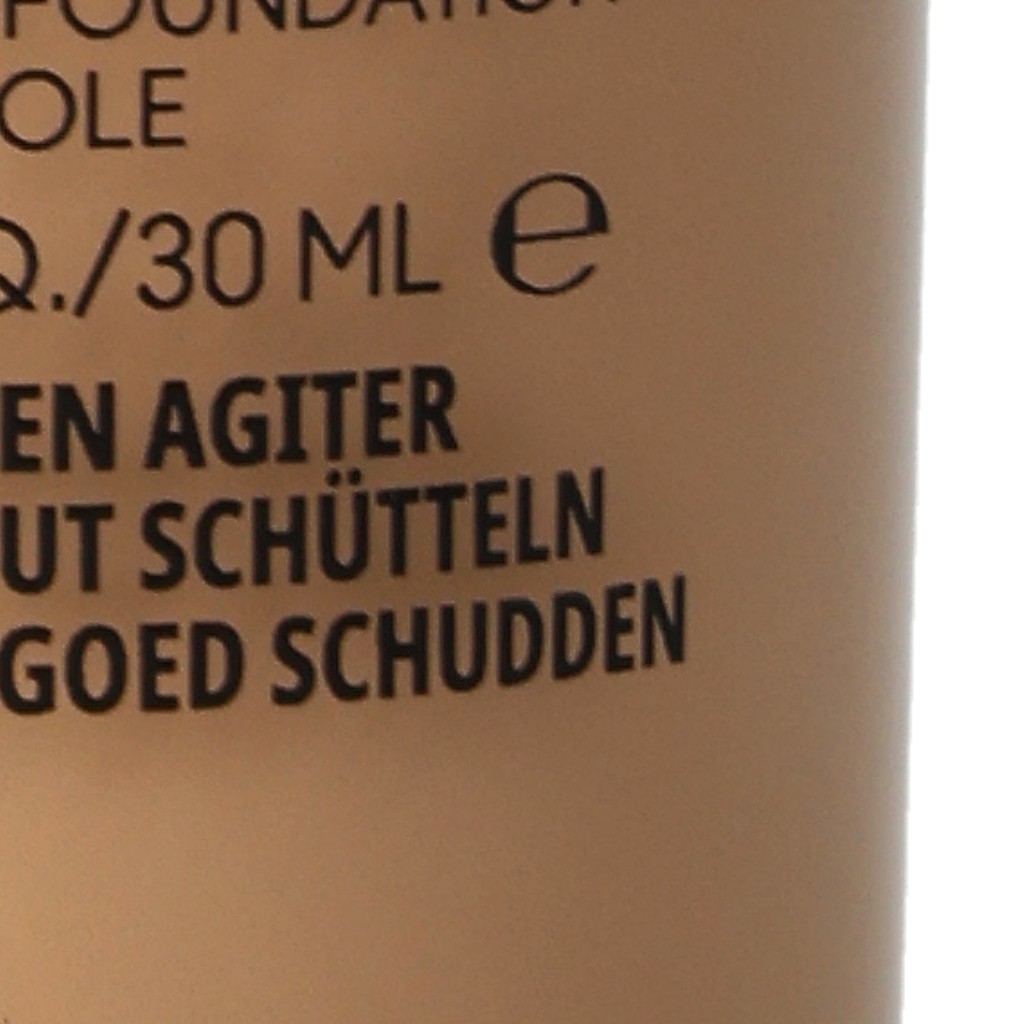 FOUNDATION
OLE
Q./30 ML e
EN AGITER
UT SCHÜTTELN
GOED SCHUDDEN